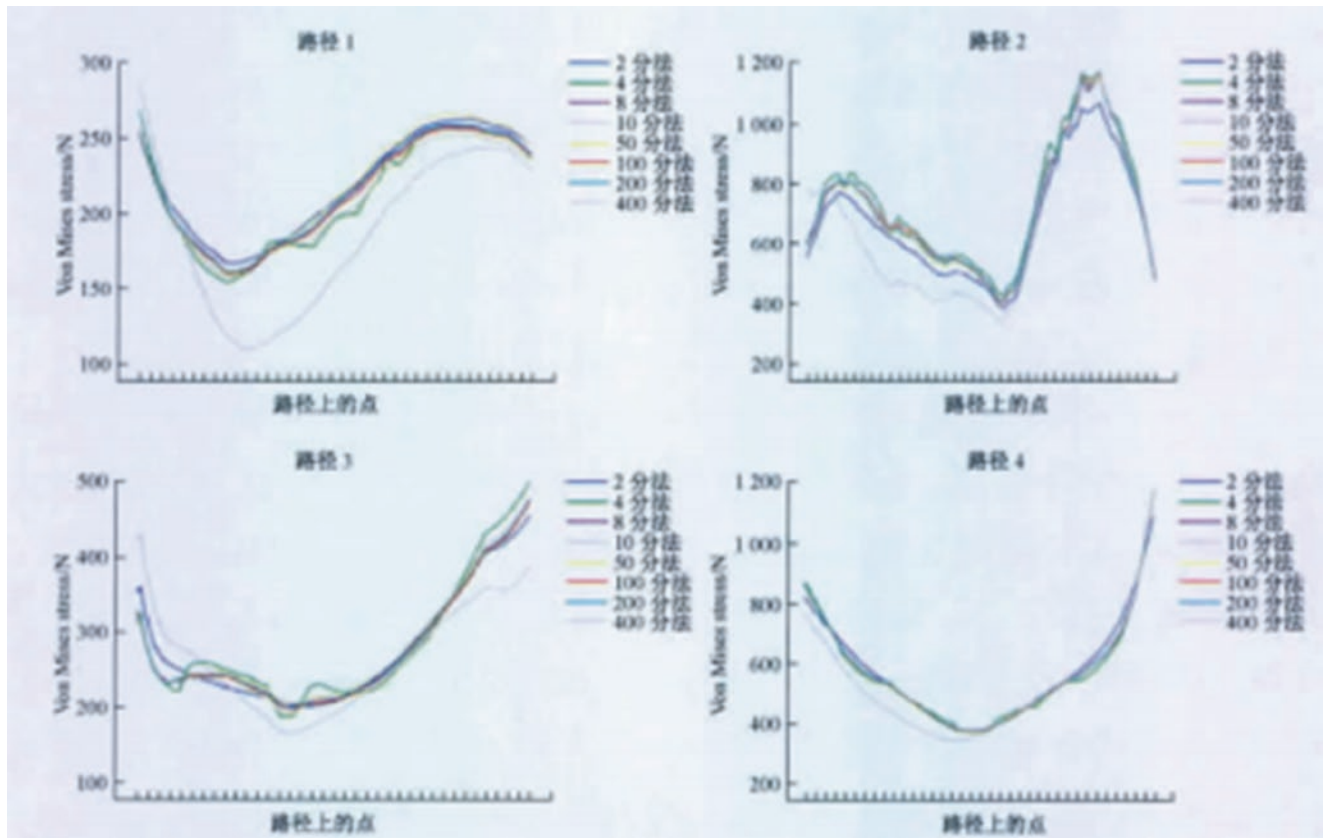 路径 1
300
250
200
150
100
Von Mises stress/N
路径上的点
2 分法
4 分法
8 分法
10 分法
50 分法
100 分法
200 分法
400 分法
路径 2
1 200
1 000
800
600
400
200
Von Mises stress/N
路径上的点
2 分法
4 分法
8 分法
10 分法
50 分法
100 分法
200 分法
400 分法
路径 3
500
400
300
200
100
Von Mises stress/N
路径上的点
2 分法
4 分法
8 分法
10 分法
50 分法
100 分法
200 分法
400 分法
路径 4
1 200
1 000
800
600
400
200
Von Mises stress/N
路径上的点
2 分法
4 分法
8 分法
10 分法
50 分法
100 分法
200 分法
400 分法